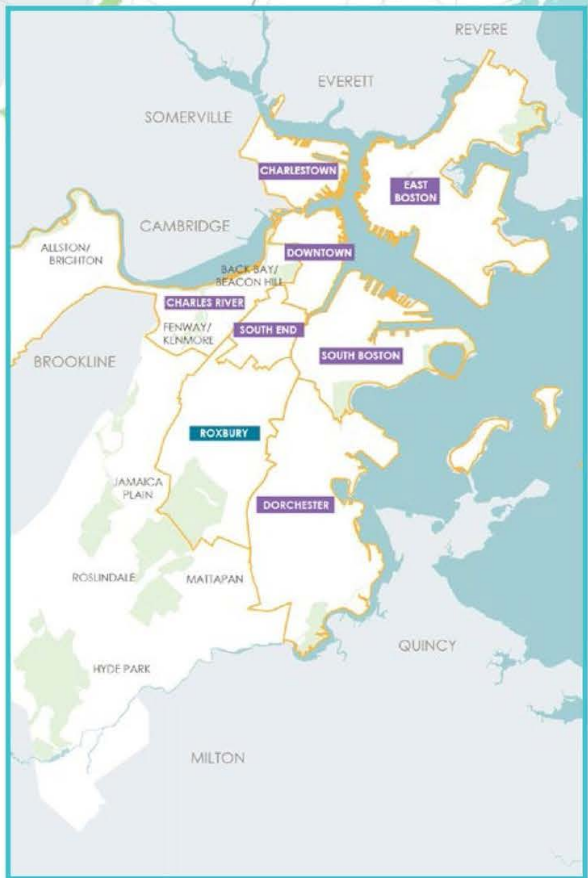 REVERE
EVERETT
SOMERVILLE
CHARLESTOWN
EAST
BOSTON
CAMBRIDGE
ALLSTON/
BRIGHTON
DOWNTOWN
BACK BAY/
BEACON HILL
CHARLES RIVER
FENWAY/
KENMORE
SOUTH END
SOUTH BOSTON
BROOKLINE
ROXBURY
JAMAICA
PLAIN
DORCHESTER
ROSLINDALE
MATTAPAN
QUINCY
HYDE PARK
MILTON